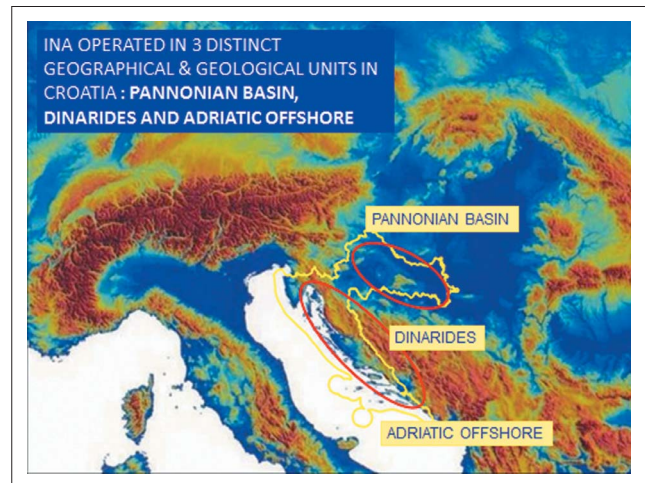 INA OPERATED IN 3 DISTINCT
GEOGRAPHICAL & GEOLOGICAL UNITS IN
CROATIA : PANNONIAN BASIN,
DINARIDES AND ADRIATIC OFFSHORE
PANNONIAN BASIN
DINARIDES
ADRIATIC OFFSHORE